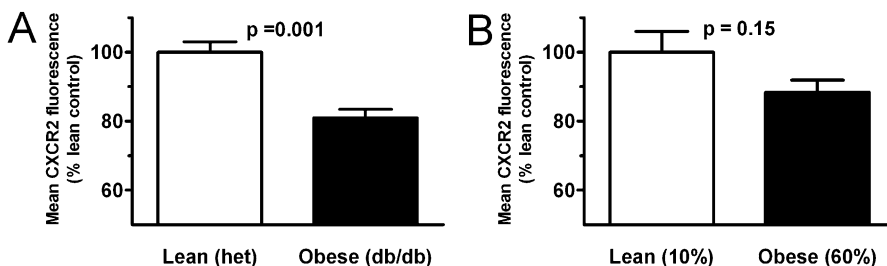 A
Mean CXCR2 fluorescence
(% lean control)
100
80
60
p =0.001
Lean (het)
Obese (db/db)
B
Mean CXCR2 fluorescence
(% lean control)
100
80
60
p = 0.15
Lean (10%)
Obese (60%)